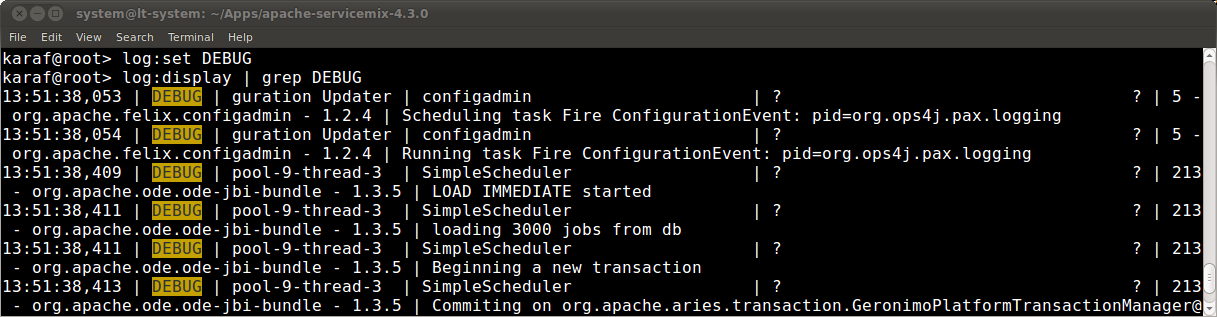 system@lt-system: ~/Apps/apache-servicemix-4.3.0
File Edit View Search Terminal Help
karaf@root> log:set DEBUG
karaf@root> log:display | grep DEBUG
13:51:38,053 | DEBUG | guration Updater | configadmin                      | ?                                   ? | 5 -
 org.apache.felix.configadmin - 1.2.4 | Scheduling task Fire ConfigurationEvent: pid=org.ops4j.pax.logging
13:51:38,054 | DEBUG | guration Updater | configadmin                      | ?                                   ? | 5 -
 org.apache.felix.configadmin - 1.2.4 | Running task Fire ConfigurationEvent: pid=org.ops4j.pax.logging
13:51:38,409 | DEBUG | pool-9-thread-3  | SimpleScheduler                  | ?                                   ? | 213
 - org.apache.ode.ode-jbi-bundle - 1.3.5 | LOAD IMMEDIATE started
13:51:38,411 | DEBUG | pool-9-thread-3  | SimpleScheduler                  | ?                                   ? | 213
 - org.apache.ode.ode-jbi-bundle - 1.3.5 | loading 3000 jobs from db
13:51:38,411 | DEBUG | pool-9-thread-3  | SimpleScheduler                  | ?                                   ? | 213
 - org.apache.ode.ode-jbi-bundle - 1.3.5 | Beginning a new transaction
13:51:38,413 | DEBUG | pool-9-thread-3  | SimpleScheduler                  | ?                                   ? | 213
 - org.apache.ode.ode-jbi-bundle - 1.3.5 | Commiting on org.apache.aries.transaction.GeronimoPlatformTransactionManager@